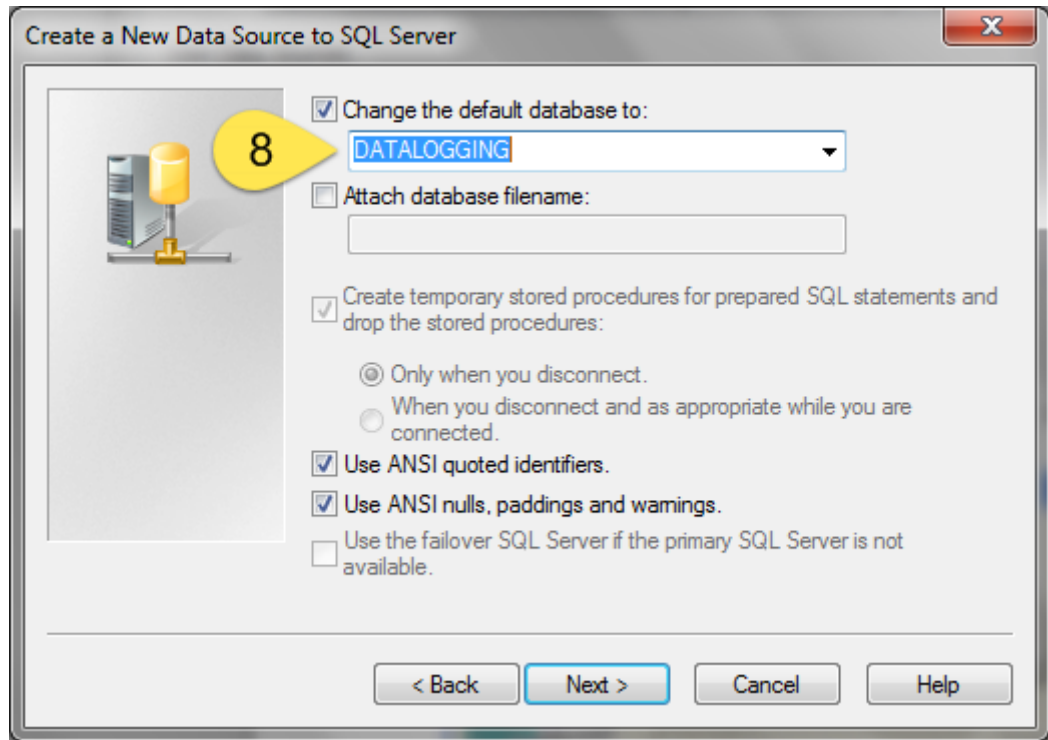 Create a New Data Source to SQL Server
X
Change the default database to:
8
DATALOGGING
Attach database filename:
Create temporary stored procedures for prepared SQL statements and
drop the stored procedures:
Only when you disconnect.
When you disconnect and as appropriate while you are
connected.
Use ANSI quoted identifiers.
Use ANSI nulls, paddings and warnings.
Use the failover SQL Server if the primary SQL Server is not
available.
< Back
Next >
Cancel
Help